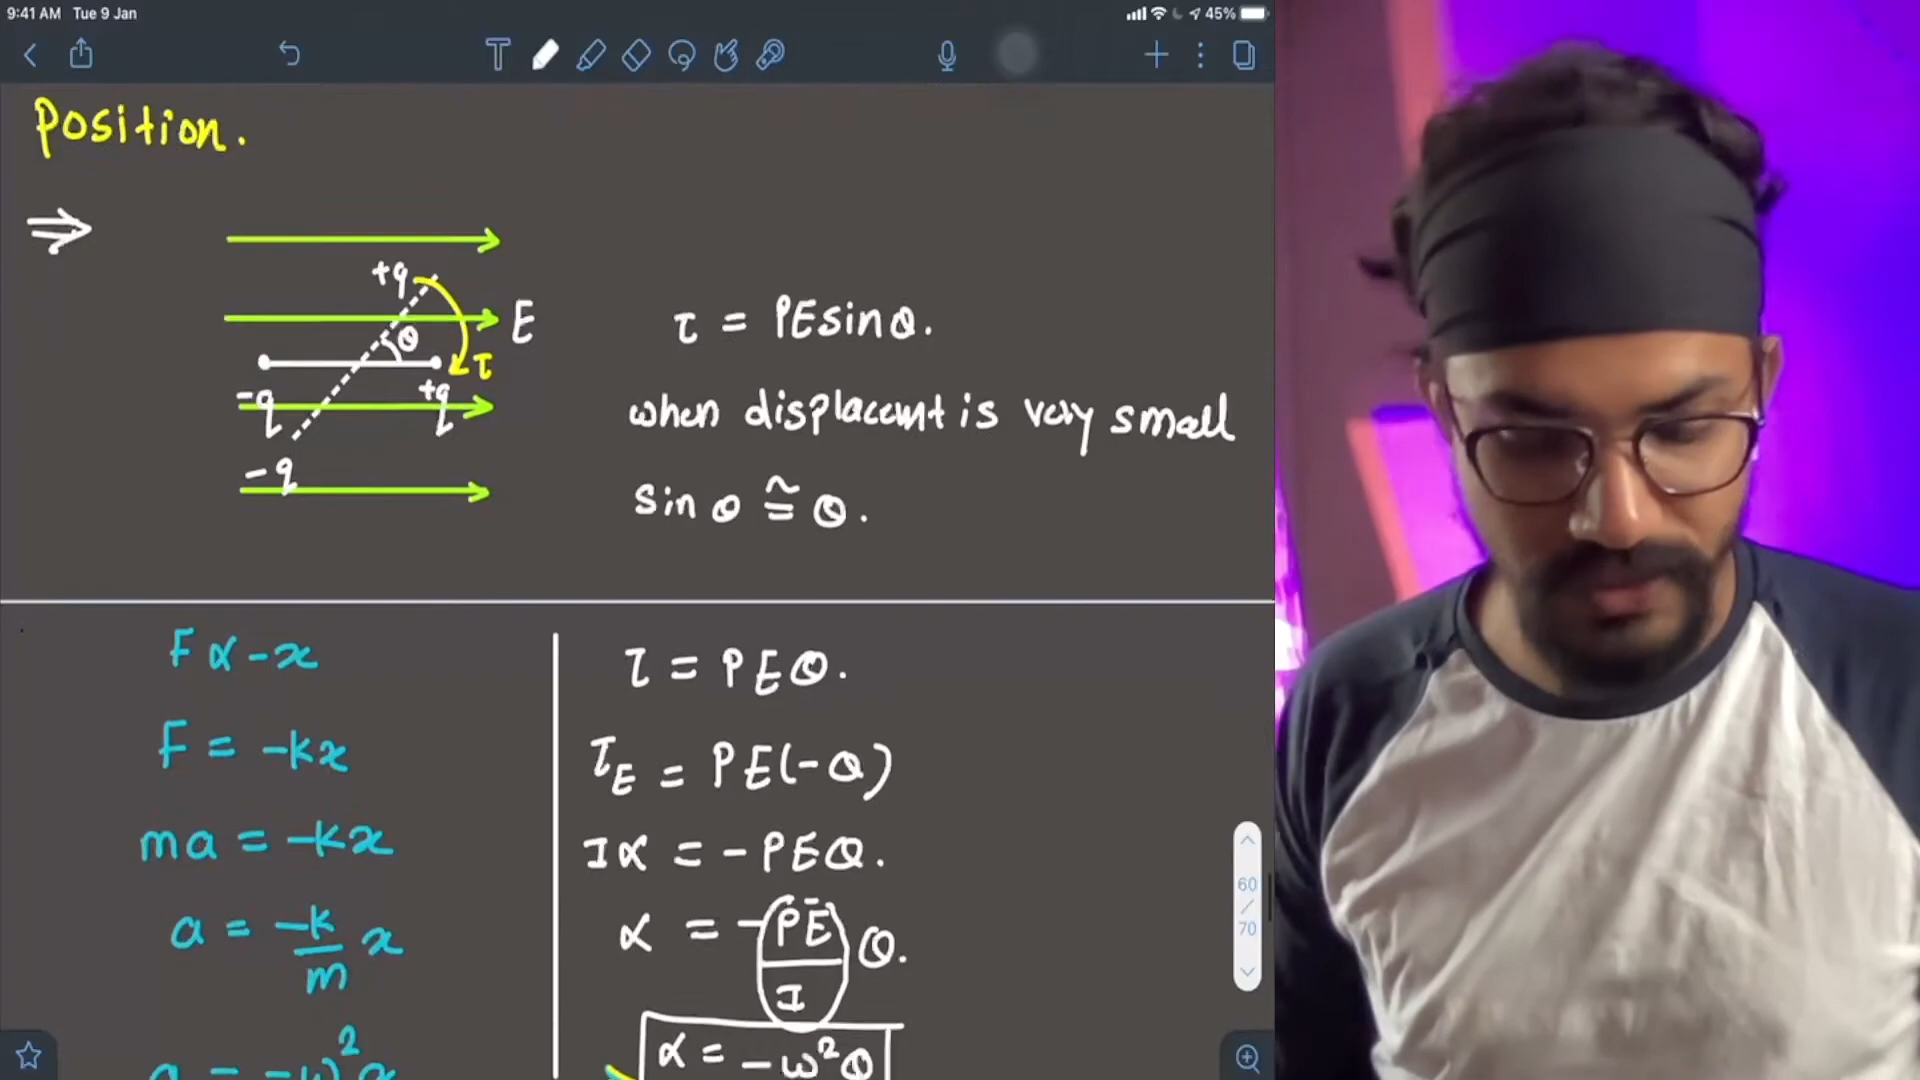 9:41 AM Tue 9 Jan
45%
Position.
⇒
+q
θ
E
τ
-q
+q
-q
τ = PEsinθ.
when displacemt is very small
sin θ ≅ θ.
F α -x
F = -kx
ma = -kx
a = -k/m x
a = -ω²x
τ = PEθ.
τE = PE(-θ)
Iα = -PEθ.
α = -(PE/I)θ.
α = -ω²θ
60
/
70